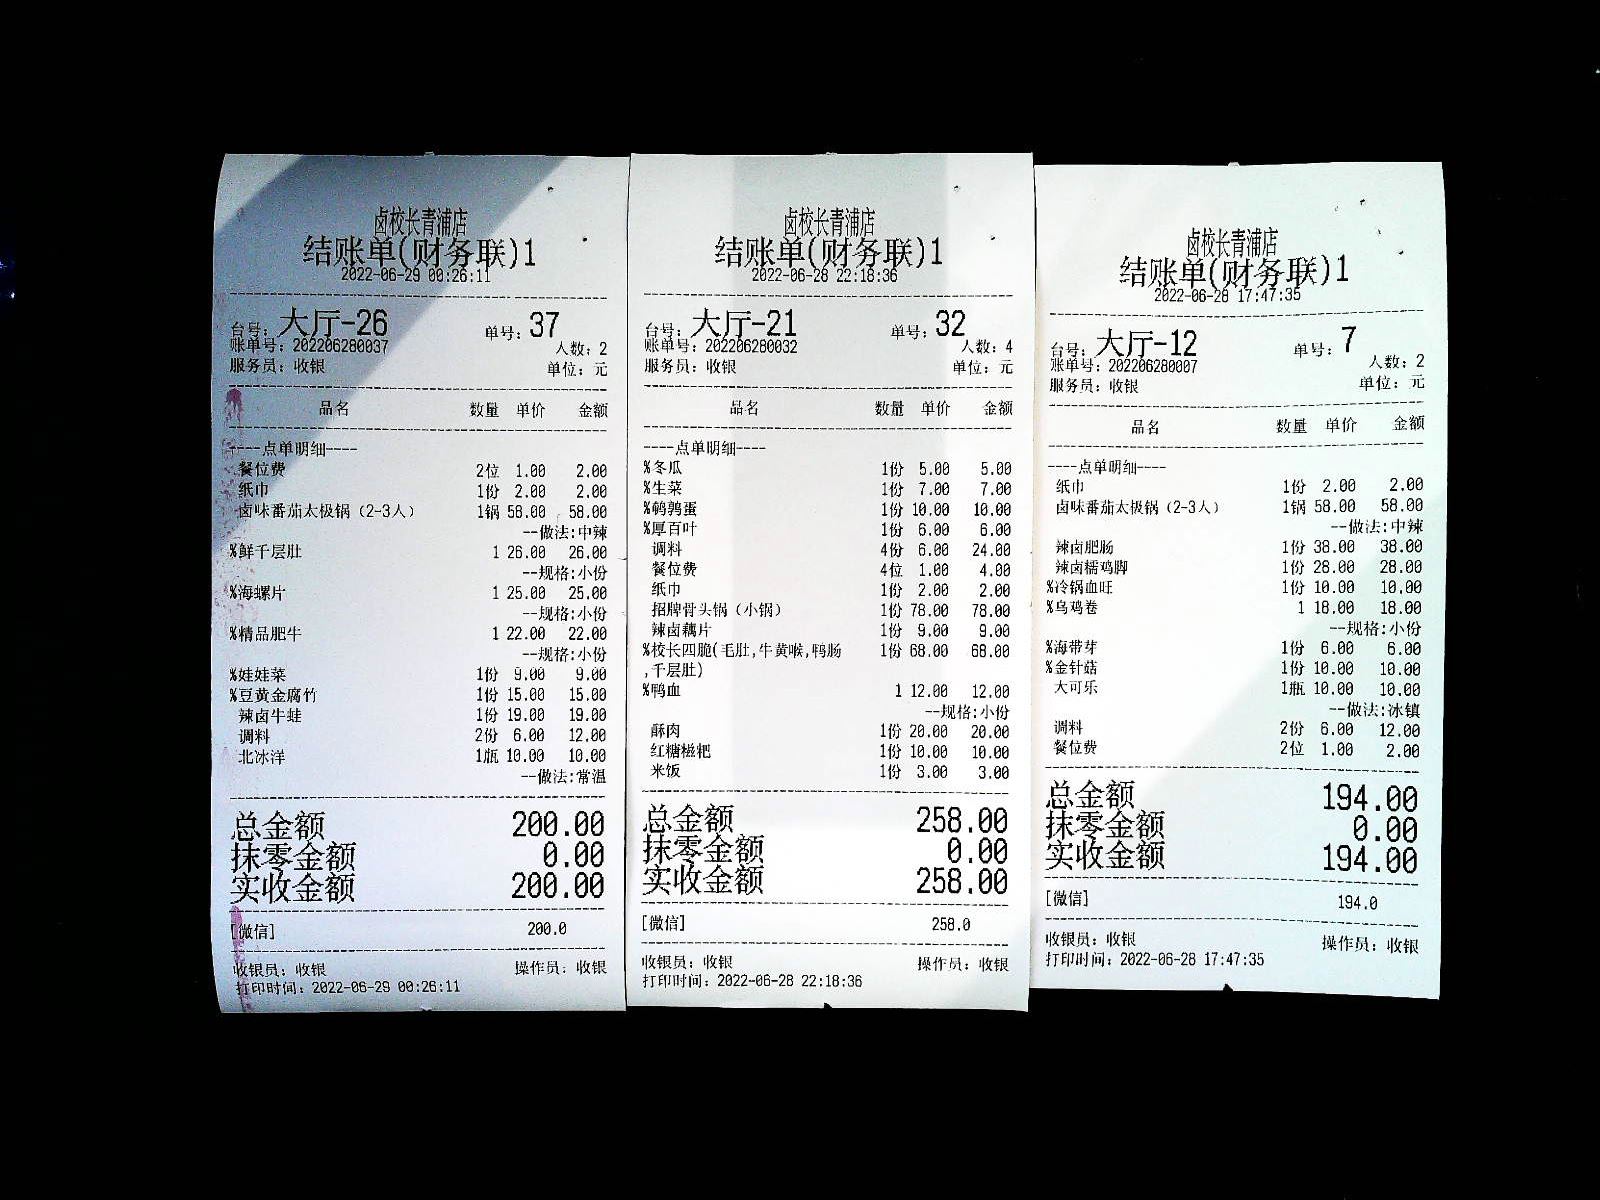 卤校长青浦店
结账单(财务联)1
2022-06-29 00:26:11
台号: 大厅-26 单号: 37
账单号: 202206280037 人数: 2
服务员: 收银 单位: 元
品名 数量 单价 金额
----点单明细----
餐位费 2位 1.00 2.00
纸巾 1份 2.00 2.00
卤味番茄太极锅（2-3人） 1锅 58.00 58.00
--做法:中辣
%鲜千层肚 1 26.00 26.00
--规格:小份
%海螺片 1 25.00 25.00
--规格:小份
%精品肥牛 1 22.00 22.00
--规格:小份
%娃娃菜 1份 9.00 9.00
%豆黄金腐竹 1份 15.00 15.00
辣卤牛蛙 1份 19.00 19.00
调料 2份 6.00 12.00
北冰洋 1瓶 10.00 10.00
--做法:常温
总金额 200.00
抹零金额 0.00
实收金额 200.00
[微信] 200.0
收银员: 收银 操作员: 收银
打印时间: 2022-06-29 00:26:11
卤校长青浦店
结账单(财务联)1
2022-06-28 22:18:36
台号: 大厅-21 单号: 32
账单号: 202206280032 人数: 4
服务员: 收银 单位: 元
品名 数量 单价 金额
----点单明细----
%冬瓜 1份 5.00 5.00
%生菜 1份 7.00 7.00
%鹌鹑蛋 1份 10.00 10.00
%厚百叶 1份 6.00 6.00
调料 4份 6.00 24.00
餐位费 4位 1.00 4.00
纸巾 1份 2.00 2.00
招牌骨头锅（小锅） 1份 78.00 78.00
辣卤藕片 1份 9.00 9.00
%校长四脆(毛肚,牛黄喉,鸭肠 1份 68.00 68.00
,千层肚)
%鸭血 1 12.00 12.00
--规格:小份
酥肉 1份 20.00 20.00
红糖糍粑 1份 10.00 10.00
米饭 1份 3.00 3.00
总金额 258.00
抹零金额 0.00
实收金额 258.00
[微信] 258.0
收银员: 收银 操作员: 收银
打印时间: 2022-06-28 22:18:36
卤校长青浦店
结账单(财务联)1
2022-06-28 17:47:35
台号: 大厅-12 单号: 7
账单号: 202206280007 人数: 2
服务员: 收银 单位: 元
品名 数量 单价 金额
----点单明细----
纸巾 1份 2.00 2.00
卤味番茄太极锅（2-3人） 1锅 58.00 58.00
--做法:中辣
辣卤肥肠 1份 38.00 38.00
辣卤糯鸡脚 1份 28.00 28.00
%冷锅血旺 1份 10.00 10.00
%乌鸡卷 1 18.00 18.00
--规格:小份
%海带芽 1份 6.00 6.00
%金针菇 1份 10.00 10.00
大可乐 1瓶 10.00 10.00
--做法:冰镇
调料 2份 6.00 12.00
餐位费 2位 1.00 2.00
总金额 194.00
抹零金额 0.00
实收金额 194.00
[微信] 194.0
收银员: 收银 操作员: 收银
打印时间: 2022-06-28 17:47:35